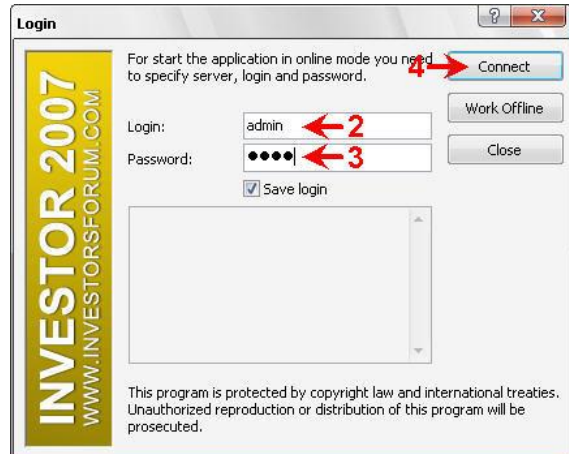 Login
For start the application in online mode you need
to specify server, login and password.
4
Connect
Work Offline
Login:
admin
2
Close
Password:
3
Save login
INVESTOR 2007
WWW.INVESTORSFORUM.COM
This program is protected by copyright law and international treaties.
Unauthorized reproduction or distribution of this program will be
prosecuted.